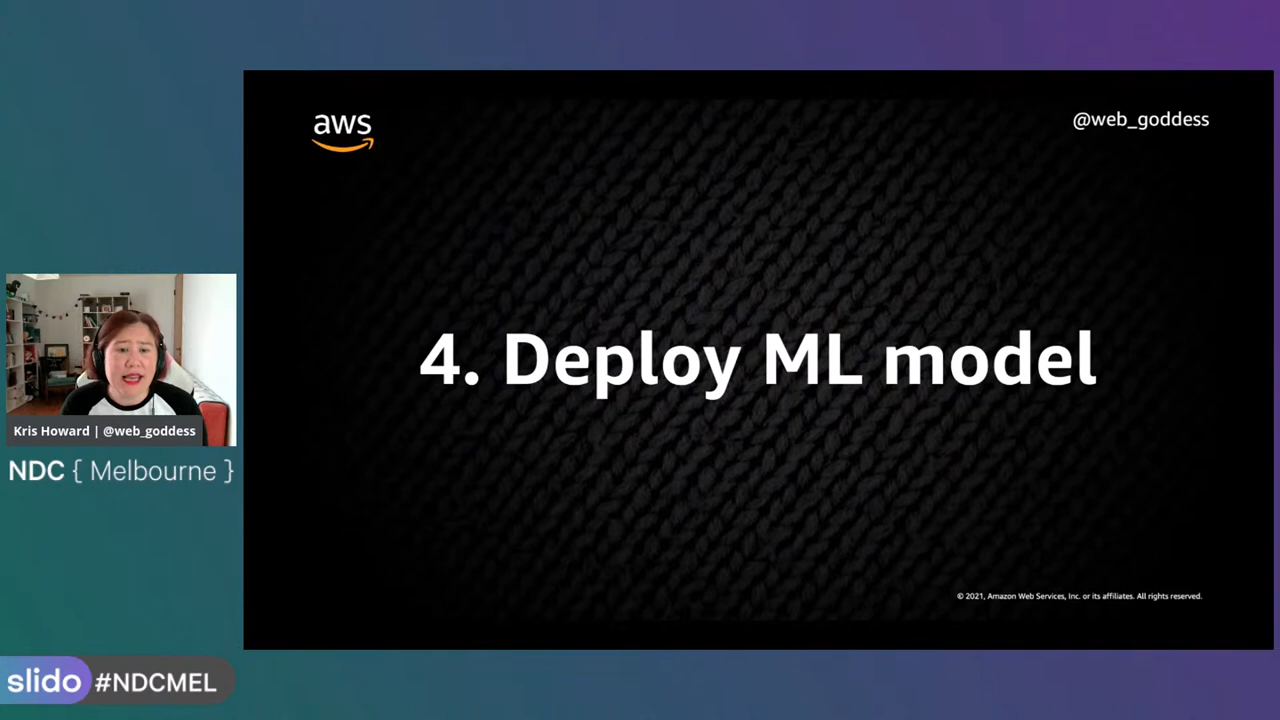 aws
@web_goddess
4. Deploy ML model
© 2021, Amazon Web Services, Inc. or its affiliates. All rights reserved.
Kris Howard | @web_goddess
NDC { Melbourne }
slido #NDCMEL